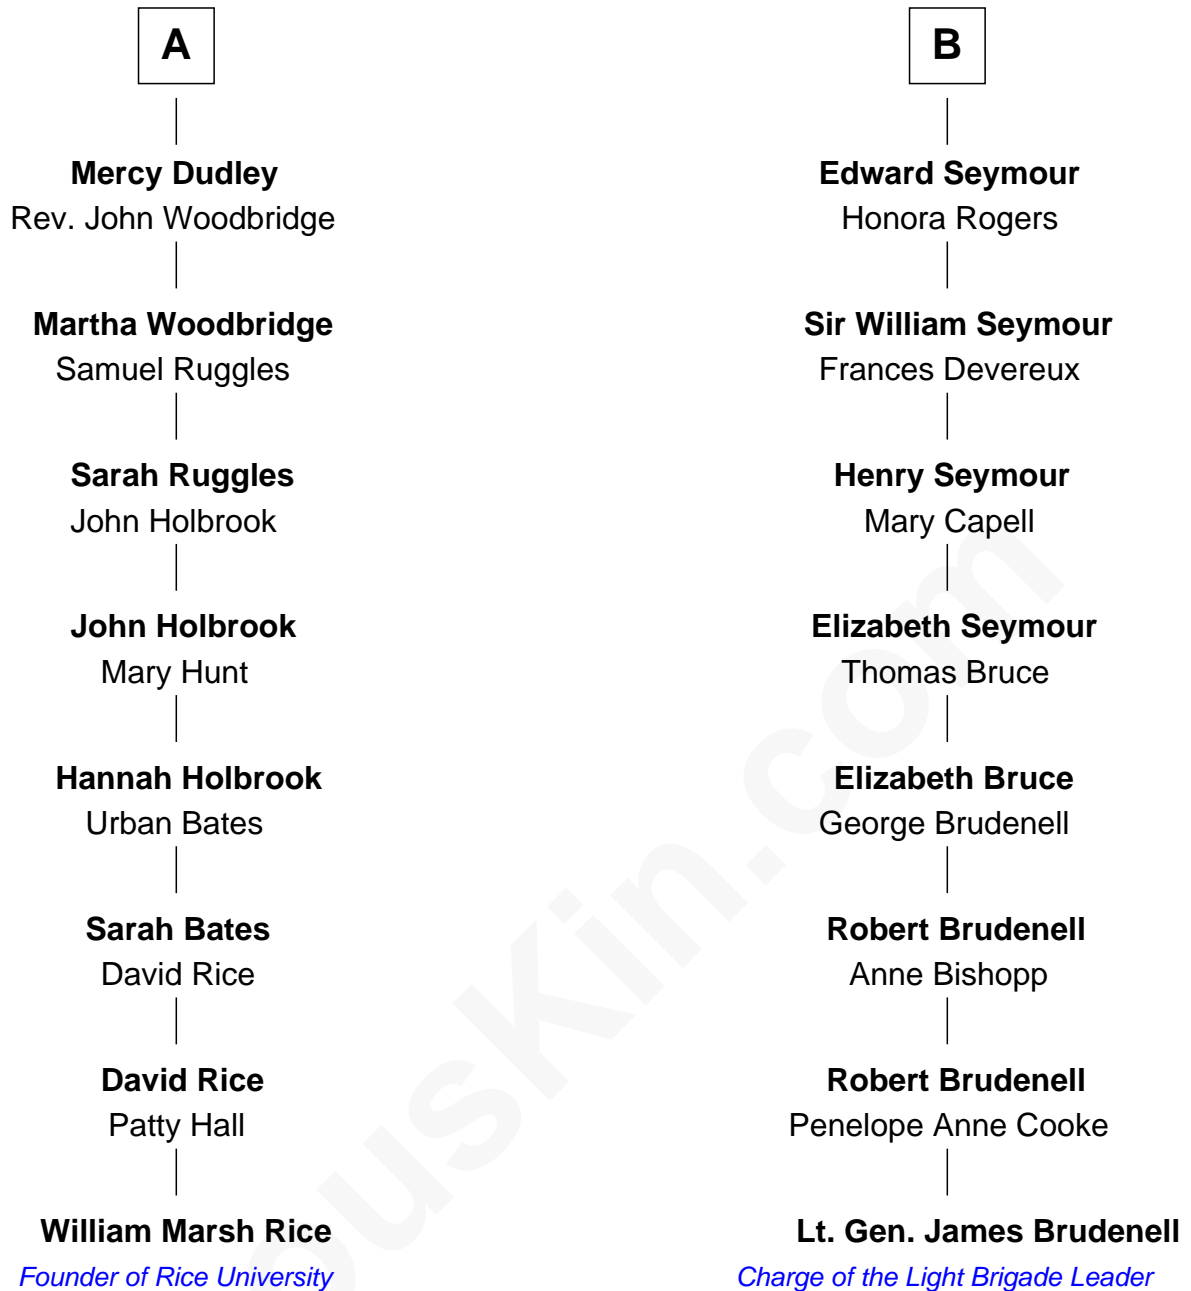 A
Mercy Dudley
Rev. John Woodbridge
Martha Woodbridge
Samuel Ruggles
Sarah Ruggles
John Holbrook
John Holbrook
Mary Hunt
Hannah Holbrook
Urban Bates
Sarah Bates
David Rice
David Rice
Patty Hall
William Marsh Rice
Founder of Rice University
B
Edward Seymour
Honora Rogers
Sir William Seymour
Frances Devereux
Henry Seymour
Mary Capell
Elizabeth Seymour
Thomas Bruce
Elizabeth Bruce
George Brudenell
Robert Brudenell
Anne Bishopp
Robert Brudenell
Penelope Anne Cooke
Lt. Gen. James Brudenell
Charge of the Light Brigade Leader
ousKin.com